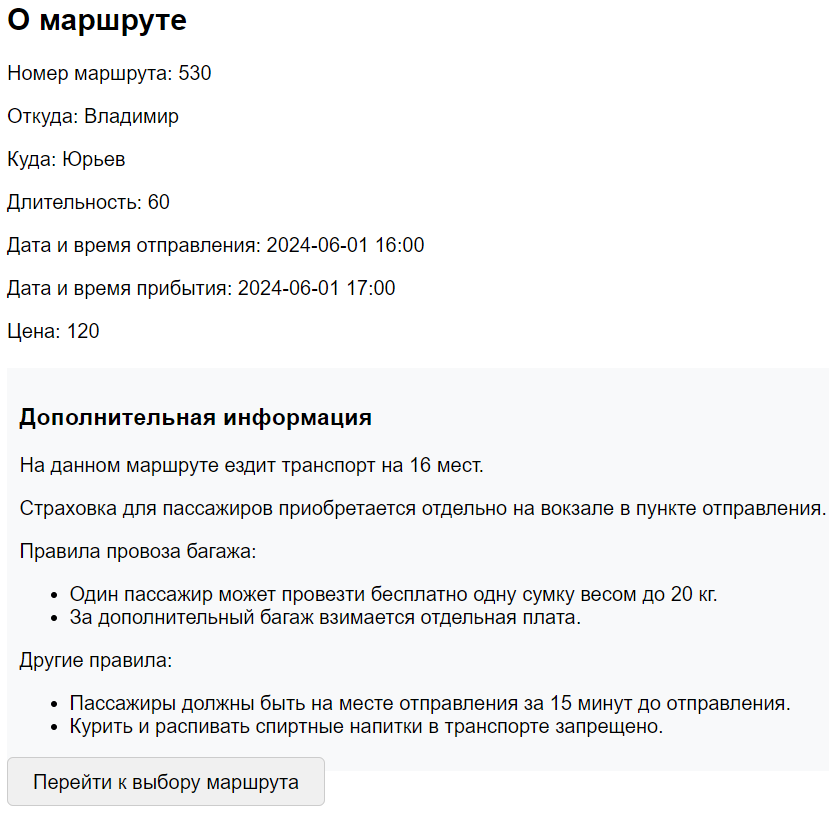 О маршруте
Номер маршрута: 530
Откуда: Владимир
Куда: Юрьев
Длительность: 60
Дата и время отправления: 2024-06-01 16:00
Дата и время прибытия: 2024-06-01 17:00
Цена: 120
Дополнительная информация
На данном маршруте ездит транспорт на 16 мест.
Страховка для пассажиров приобретается отдельно на вокзале в пункте отправления.
Правила провоза багажа:
• Один пассажир может провезти бесплатно одну сумку весом до 20 кг.
• За дополнительный багаж взимается отдельная плата.
Другие правила:
• Пассажиры должны быть на месте отправления за 15 минут до отправления.
• Курить и распивать спиртные напитки в транспорте запрещено.
Перейти к выбору маршрута